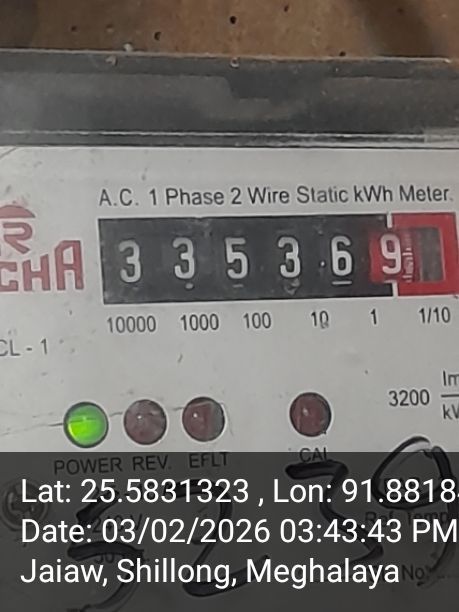 A.C. 1 Phase 2 Wire Static kWh Meter.
CHA
3 3 5 3 6 9
10000 1000 100 10 1 1/10
CL - 1
3200
POWER REV. EFLT CAL
Lat: 25.5831323 , Lon: 91.8818
Date: 03/02/2026 03:43:43 PM
Jaiaw, Shillong, Meghalaya